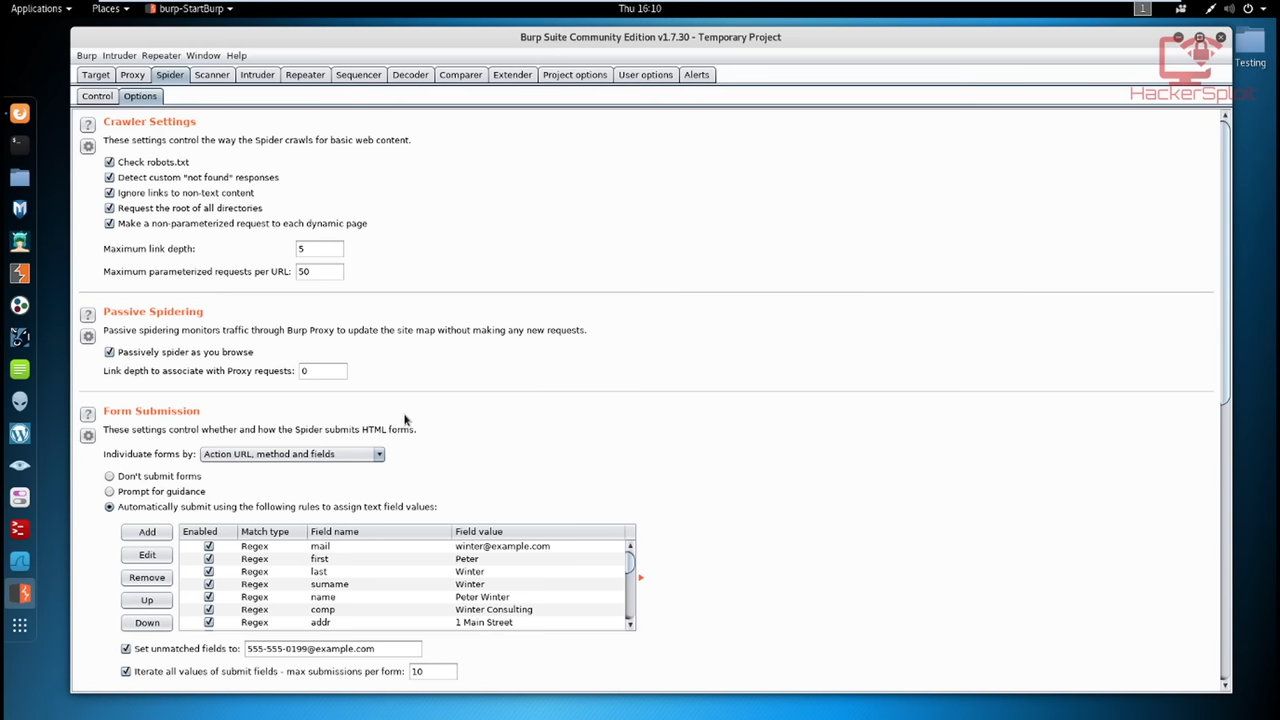 Applications Places burp-StartBurp Thu 16:10 1
Burp Suite Community Edition v1.7.30 - Temporary Project
Burp Intruder Repeater Window Help
Testing
Target Proxy Spider Scanner Intruder Repeater Sequencer Decoder Comparer Extender Project options User options Alerts
HackerSploit
Control Options
? Crawler Settings
These settings control the way the Spider crawls for basic web content.
Check robots.txt
Detect custom "not found" responses
Ignore links to non-text content
Request the root of all directories
Make a non-parameterized request to each dynamic page
Maximum link depth: 5
Maximum parameterized requests per URL: 50
? Passive Spidering
Passive spidering monitors traffic through Burp Proxy to update the site map without making any new requests.
Passively spider as you browse
Link depth to associate with Proxy requests: 0
? Form Submission
These settings control whether and how the Spider submits HTML forms.
Individuate forms by: Action URL, method and fields
Don't submit forms
Prompt for guidance
Automatically submit using the following rules to assign text field values:
Add Enabled Match type Field name Field value
Regex mail winter@example.com
Edit Regex first Peter
Regex last Winter
Remove Regex surname Winter
Up Regex name Peter Winter
Regex comp Winter Consulting
Down Regex addr 1 Main Street
Set unmatched fields to: 555-555-0199@example.com
Iterate all values of submit fields - max submissions per form: 10